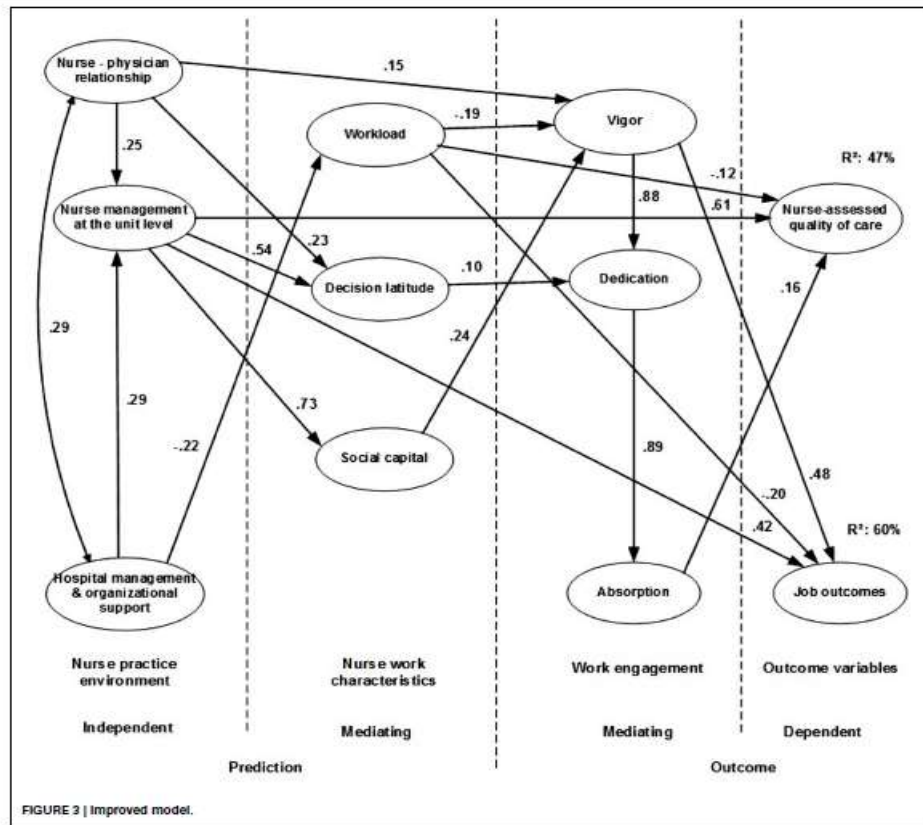 Nurse - physician
relationship
.15
-.19
Workload
Vigor
R²: 47%
.25
-.12
Nurse management
at the unit level
.88
.61
Nurse-assessed
quality of care
.54
.23
Decision latitude
.10
Dedication
.16
.29
.24
.29
.73
-.22
Social capital
.89
.48
-.20
.42
R²: 60%
Hospital management
& organizational
support
Absorption
Job outcomes
Nurse practice
environment
Nurse work
characteristics
Work engagement
Outcome variables
Independent
Mediating
Mediating
Dependent
Prediction
Outcome
FIGURE 3 | Improved model.